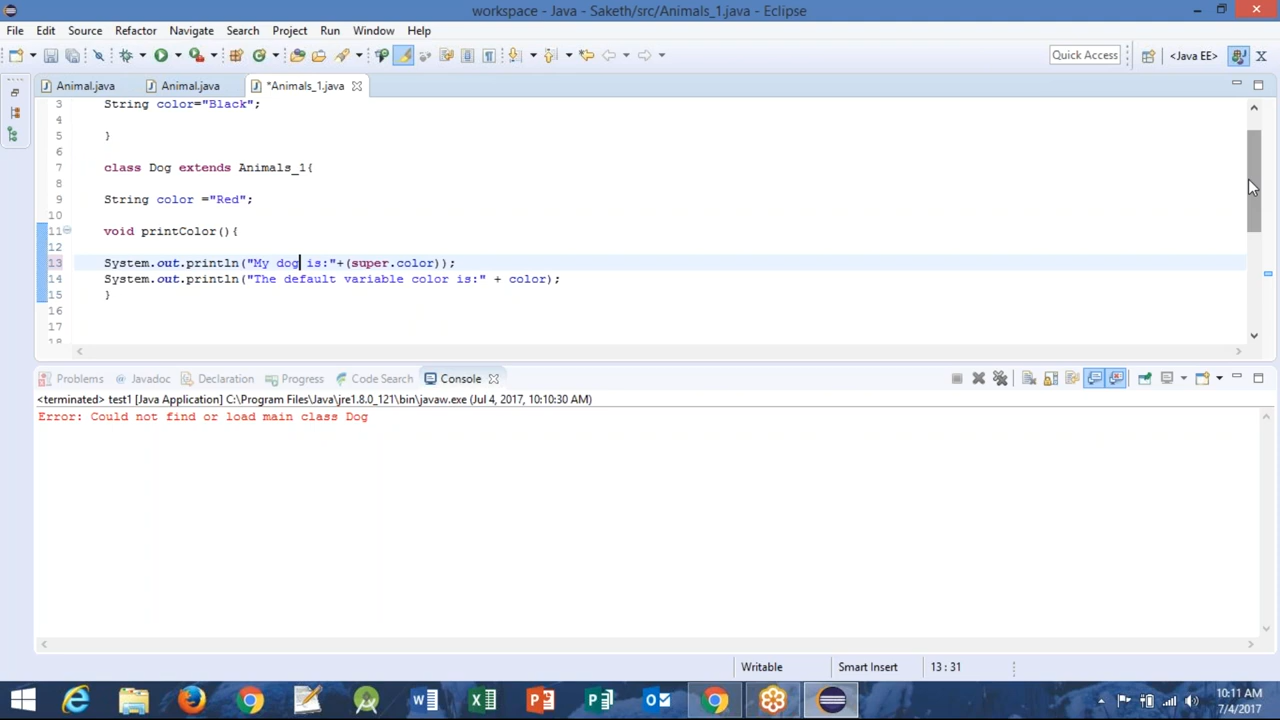 workspace - Java - Saketh/src/Animals_1.java - Eclipse
File Edit Source Refactor Navigate Search Project Run Window Help
Quick Access <Java EE>
Animal.java Animal.java *Animals_1.java
3 String color="Black";
4
5 }
6
7 class Dog extends Animals_1{
8
9 String color ="Red";
10
11 void printColor(){
12
13 System.out.println("My dog is:"+(super.color));
14 System.out.println("The default variable color is:" + color);
15 }
16
17
18
Problems @ Javadoc Declaration Progress Code Search Console
<terminated> test1 [Java Application] C:\Program Files\Java\jre1.8.0_121\bin\javaw.exe (Jul 4, 2017, 10:10:30 AM)
Error: Could not find or load main class Dog
Writable Smart Insert 13 : 31
10:11 AM
7/4/2017